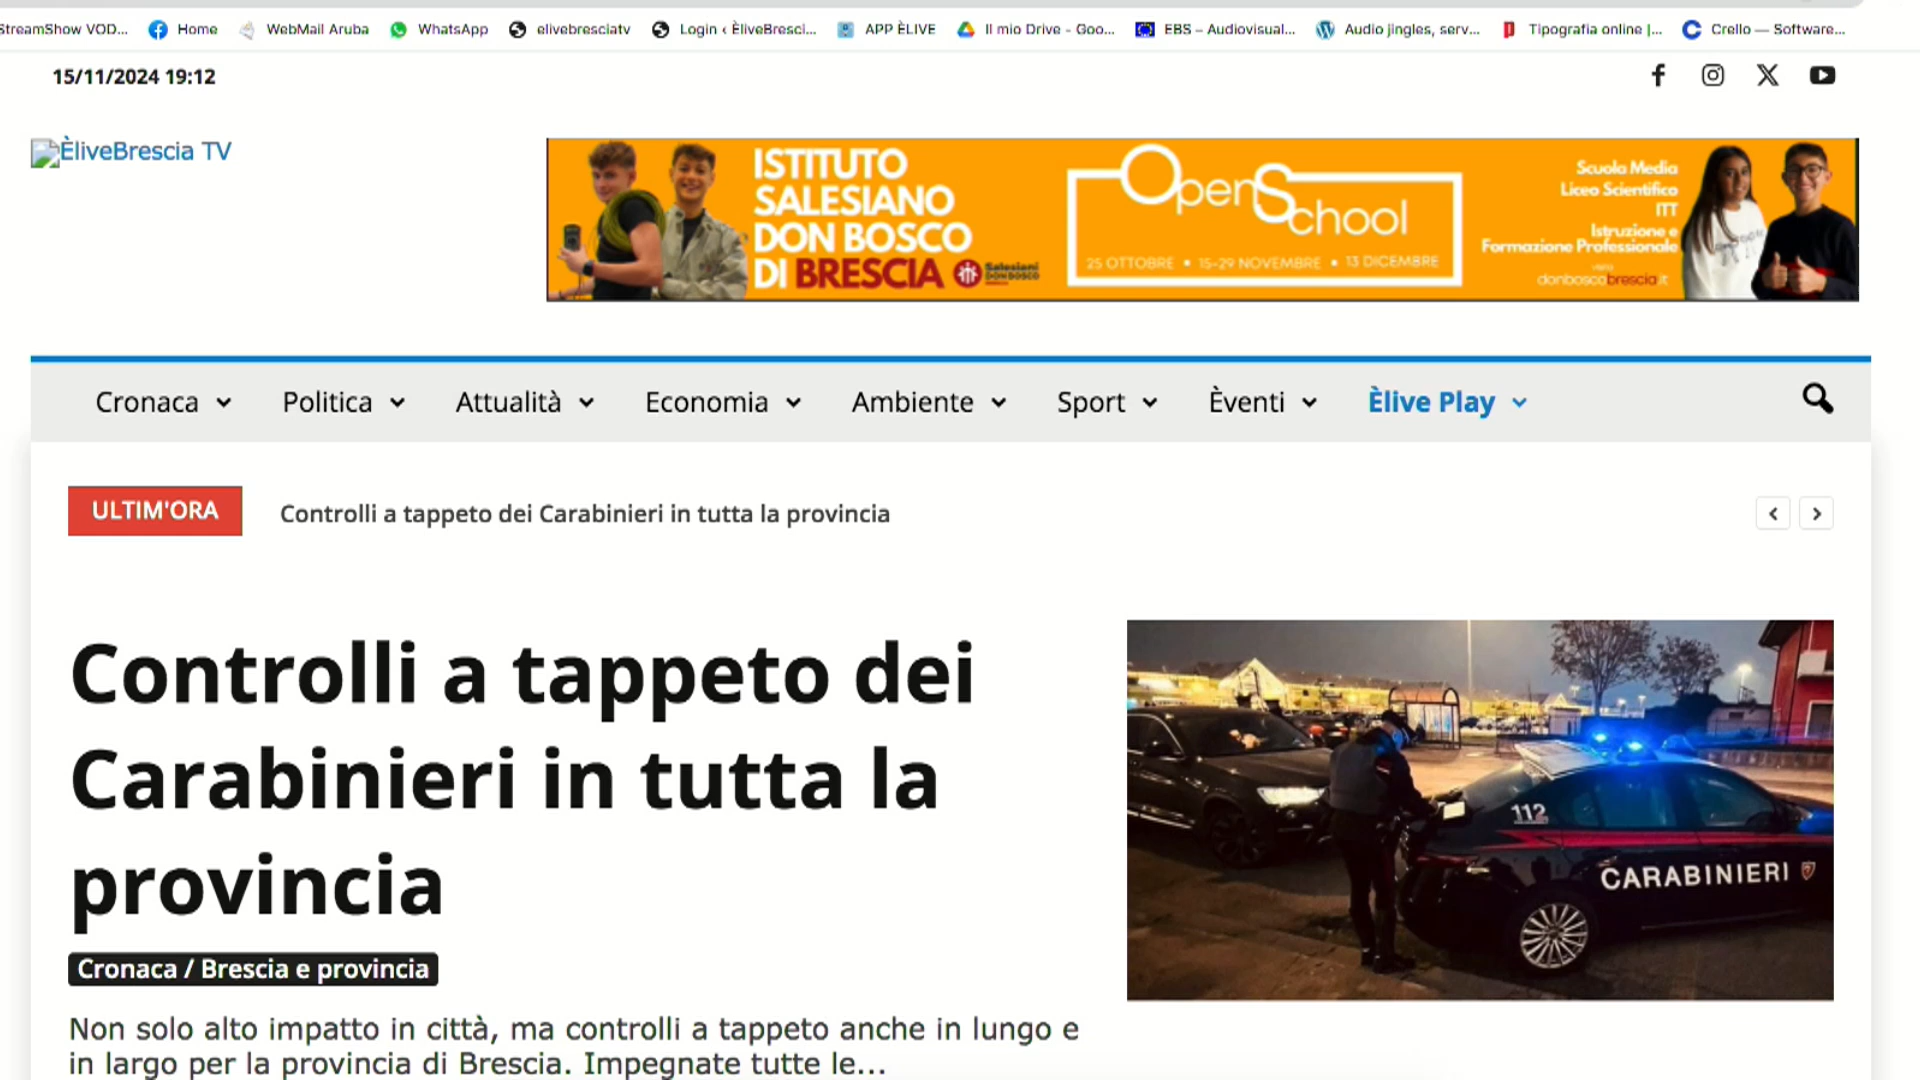 StreamShow VOD... Home WebMail Aruba WhatsApp elivebresciatv Login ‹ ÈliveBresci... APP ÈLIVE Il mio Drive - Goo... EBS – Audiovisual... Audio jingles, serv... Tipografia online |... Crello — Software...
15/11/2024 19:12
ÈliveBrescia TV
ISTITUTO
SALESIANO
DON BOSCO
DI BRESCIA
Salesiani
DON BOSCO
OpenSchool
25 OTTOBRE • 15-29 NOVEMBRE • 13 DICEMBRE
Scuola Media
Liceo Scientifico
ITT
Istruzione e
Formazione Professionale
donboscobrescia.it
Cronaca Politica Attualità Economia Ambiente Sport Èventi Èlive Play
ULTIM'ORA Controlli a tappeto dei Carabinieri in tutta la provincia
Controlli a tappeto dei
Carabinieri in tutta la
provincia
112
CARABINIERI
Cronaca / Brescia e provincia
Non solo alto impatto in città, ma controlli a tappeto anche in lungo e
in largo per la provincia di Brescia. Impegnate tutte le...